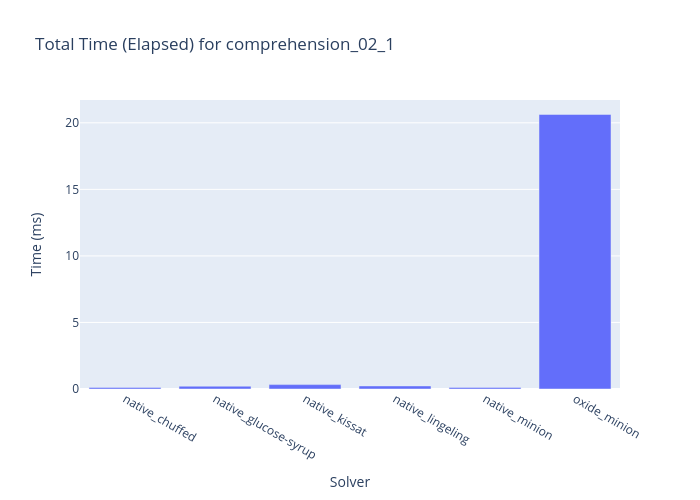 Total Time (Elapsed) for comprehension_02_1
Time (ms)
20
15
10
5
0
native_chuffed
native_glucose-syrup
native_kissat
native_lingeling
native_minion
oxide_minion
Solver